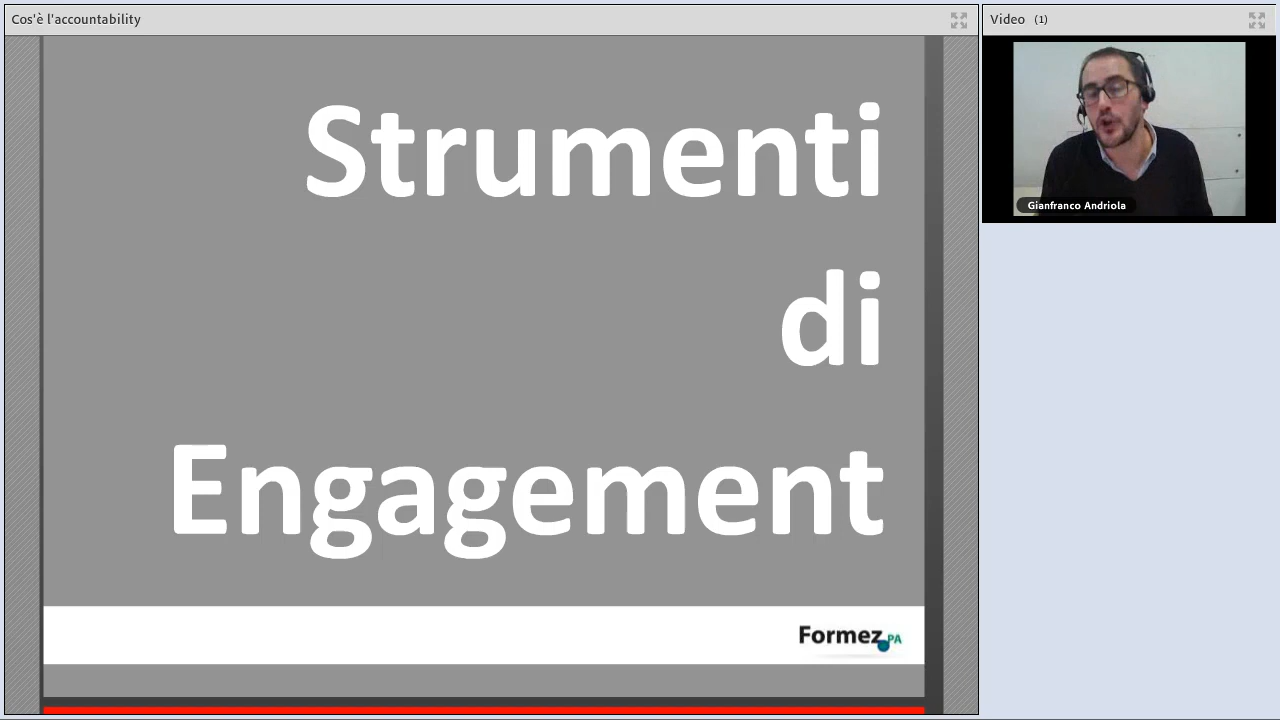 Cos'è l'accountability
Video (1)
Strumenti
di
Engagement
Gianfranco Andriola
Formez PA